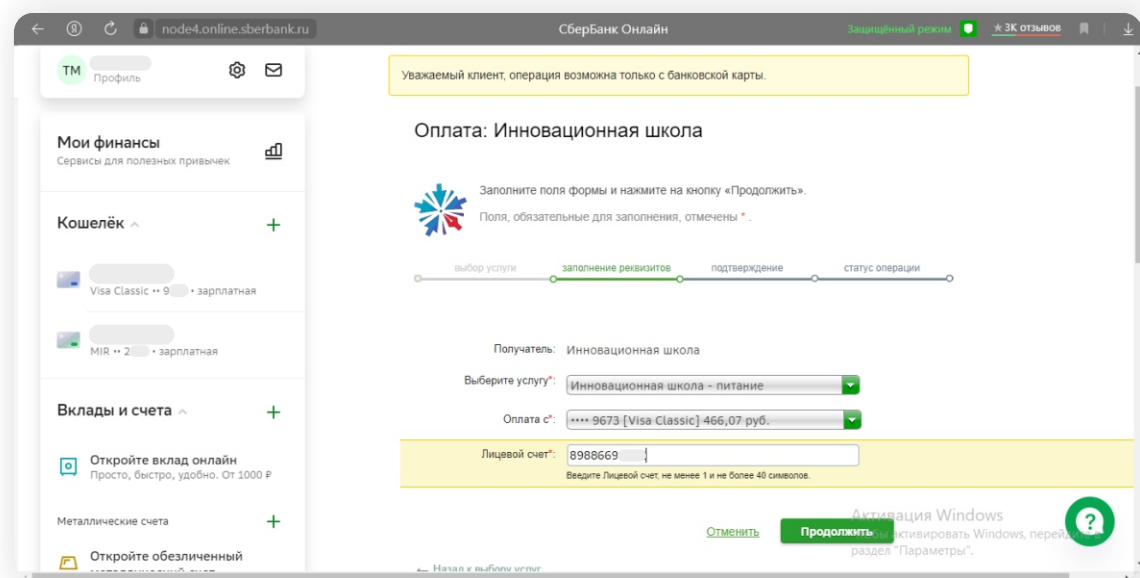 node4.online.sberbank.ru
СберБанк Онлайн
Защищённый режим
★ 3К отзывов
ТМ
Профиль
Мои финансы
Сервисы для полезных привычек
Кошелёк
Visa Classic •• 9 • зарплатная
MIR •• 2 • зарплатная
Вклады и счета
Откройте вклад онлайн
Просто, быстро, удобно. От 1000 ₽
Металлические счета
Откройте обезличенный
металлический счет
Уважаемый клиент, операция возможна только с банковской карты.
Оплата: Инновационная школа
Заполните поля формы и нажмите на кнопку «Продолжить».
Поля, обязательные для заполнения, отмечены * .
выбор услуги
заполнение реквизитов
подтверждение
статус операции
Получатель: Инновационная школа
Выберите услугу*: Инновационная школа - питание
Оплата с*: •••• 9673 [Visa Classic] 466,07 руб.
Лицевой счет*: 8988669
Введите Лицевой счет, не менее 1 и не более 40 символов.
Отменить
Продолжить
← Назад к выбору услуг
Активация Windows
активировать Windows, перейдите в
раздел "Параметры".